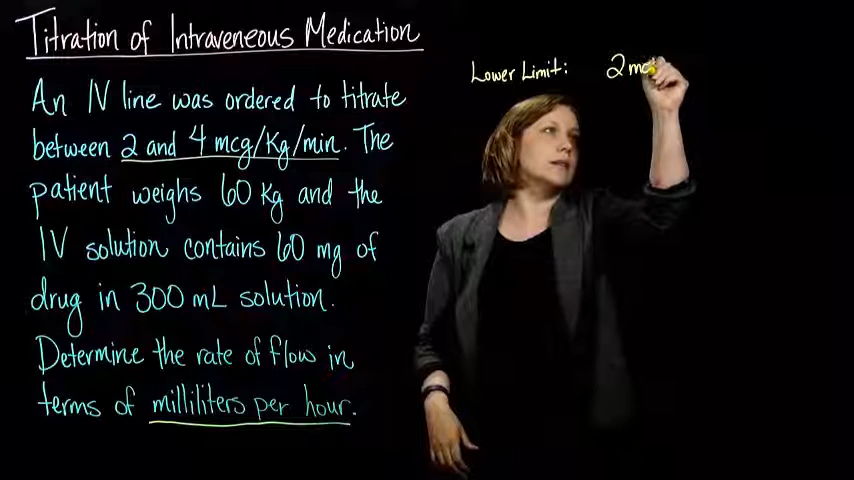 Titration of Intraveneous Medication
Lower Limit: 2 mc
An IV line was ordered to titrate
between 2 and 4 mcg/Kg/min. The
patient weighs 60 Kg and the
IV solution contains 60 mg of
drug in 300 mL solution.
Determine the rate of flow in
terms of milliliters per hour.